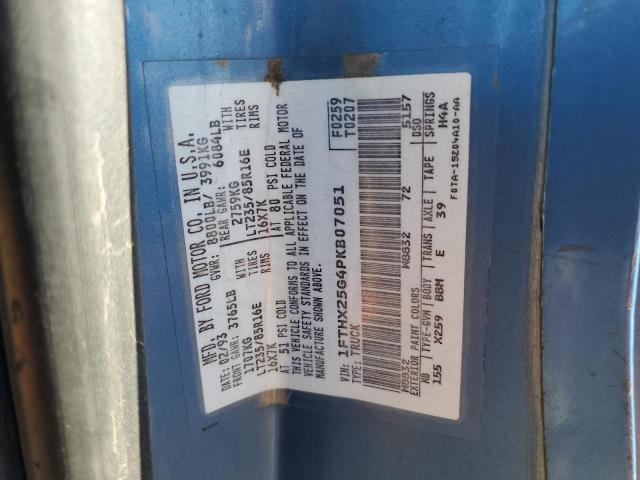 MFD. BY FORD MOTOR CO. IN U.S.A.
DATE: 02/93 GVWR: 8800LB/ 3991KG
FRONT GAWR: 3765LB REAR GAWR: 6084LB
1707KG WITH 2759KG WITH
LT235/85R16E TIRES LT235/85R16E TIRES
16X7K RIMS 16X7K RIMS
AT 51 PSI COLD AT 80 PSI COLD
THIS VEHICLE CONFORMS TO ALL APPLICABLE FEDERAL MOTOR
VEHICLE SAFETY STANDARDS IN EFFECT ON THE DATE OF
MANUFACTURE SHOWN ABOVE.
VIN: 1FTHX25G4PKB07051
TYPE: TRUCK
F0259
T0207
W8832 W8832 72 5157
EXTERIOR PAINT COLORS DSO
WB TYPE-GVW BODY TRANS AXLE TAPE SPRINGS
155 X259 BBM E 39 H4A
F0TA-15204A10-AA